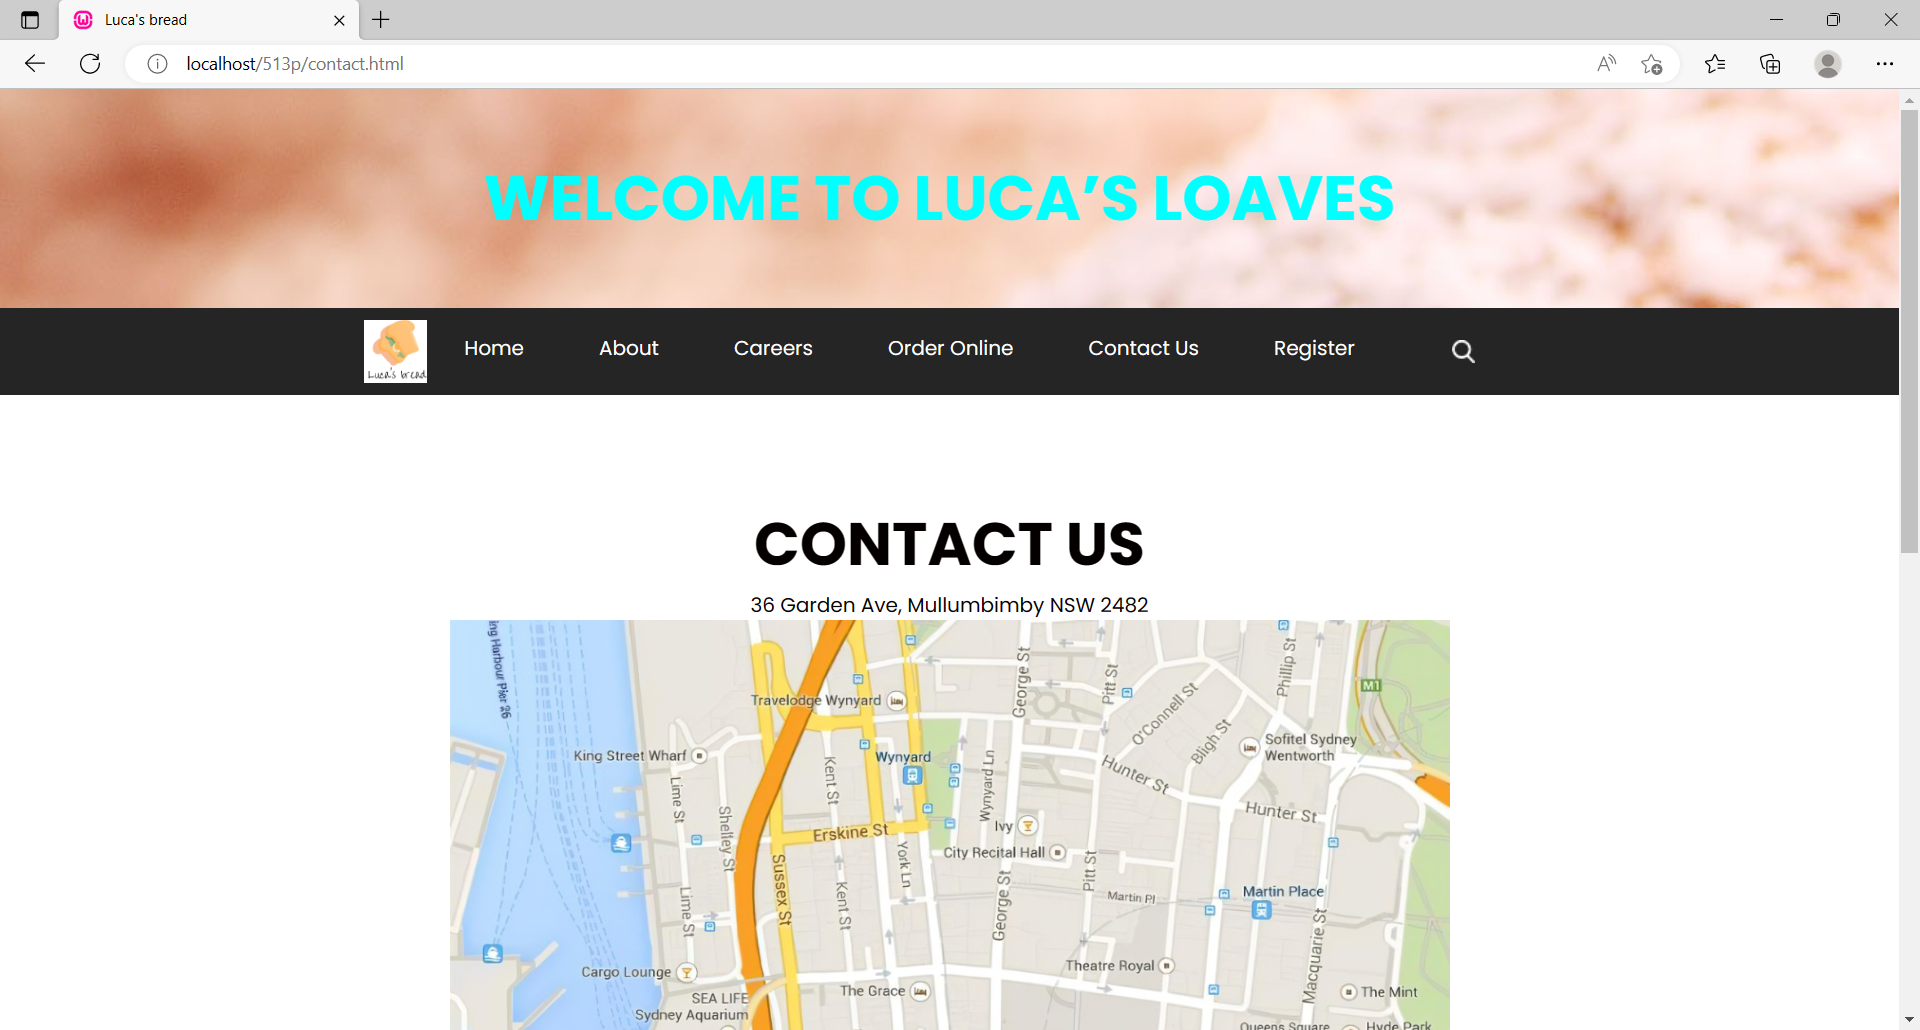 Luca's bread
localhost/513p/contact.html
WELCOME TO LUCA’S LOAVES
Luca's bread
Home About Careers Order Online Contact Us Register
CONTACT US
36 Garden Ave, Mullumbimby NSW 2482
ing Harbour Pier 26
George St
Pitt St
Phillip St
O'Connell St
M1
Travelodge Wynyard
Bligh St
King Street Wharf
Wynyard
Sofitel Sydney
Wentworth
Lime St
Kent St
Wynyard Ln
Hunter St
Shelley St
Hunter St
Erskine St
Ivy
York Ln
City Recital Hall
Pitt St
Sussex St
Kent St
Lime St
George St
Martin Pl
Martin Place
Macquarie St
Cargo Lounge
Theatre Royal
SEA LIFE
Sydney Aquarium
The Grace
The Mint
Queens Square
Hyde Park